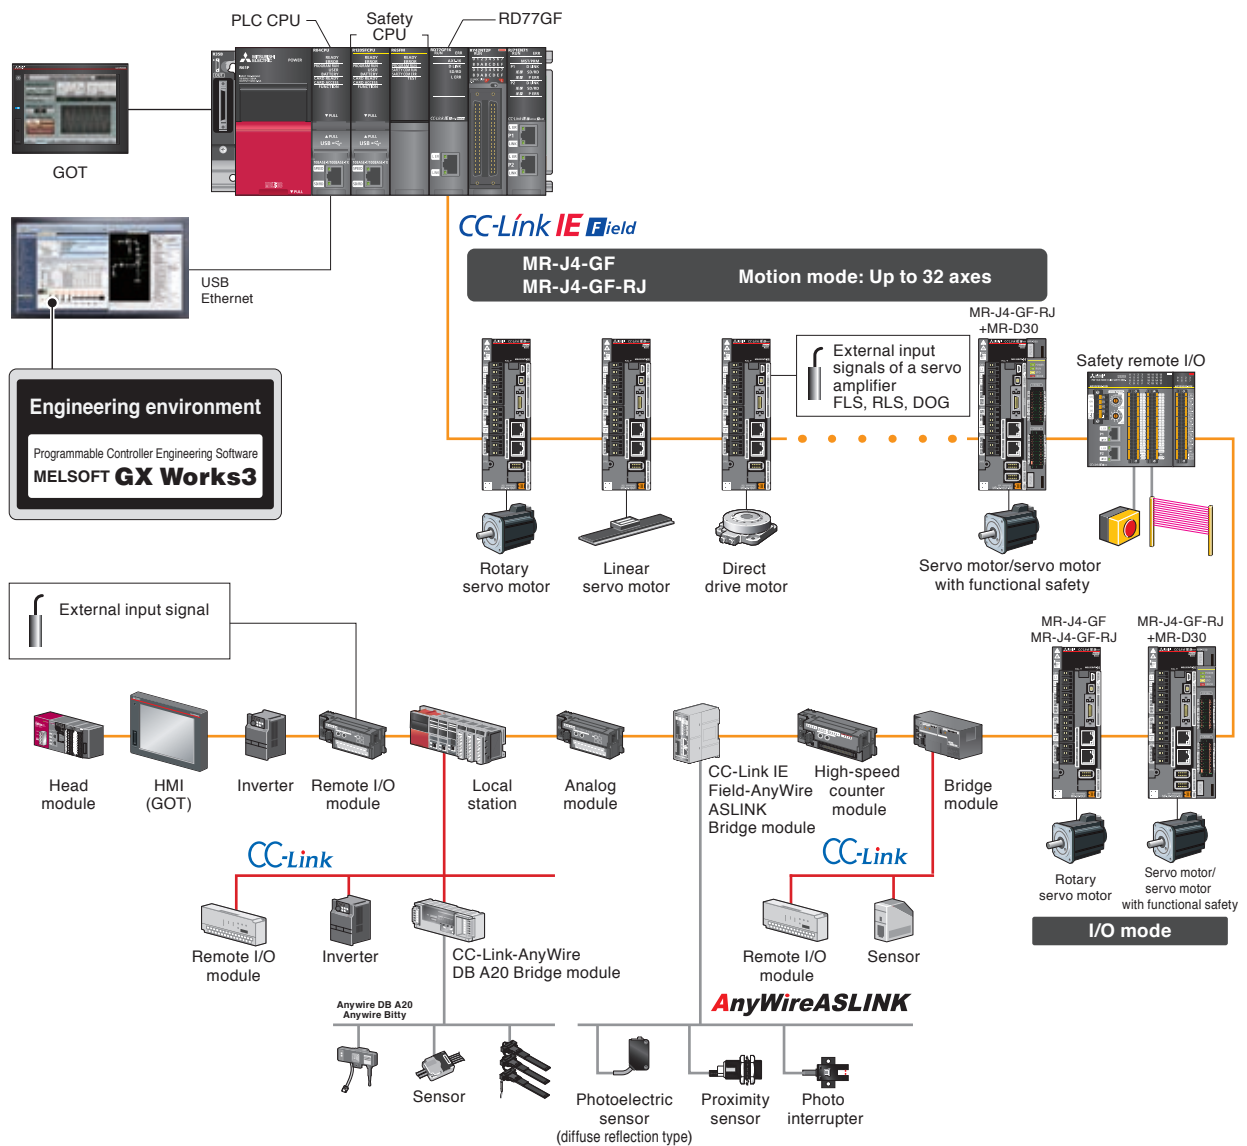 PLC CPU
Safety
CPU
RD77GF
MITSUBISHI
ELECTRIC
POWER
GOT
USB
Ethernet
CC-Link IE Field
MR-J4-GF
MR-J4-GF-RJ
Motion mode: Up to 32 axes
MR-J4-GF-RJ
+MR-D30
External input
signals of a servo
amplifier
FLS, RLS, DOG
Safety remote I/O
Engineering environment
Programmable Controller Engineering Software
MELSOFT GX Works3
Rotary
servo motor
Linear
servo motor
Direct
drive motor
Servo motor/servo motor
with functional safety
External input signal
MR-J4-GF
MR-J4-GF-RJ
MR-J4-GF-RJ
+MR-D30
Head
module
HMI
(GOT)
Inverter
Remote I/O
module
Local
station
Analog
module
CC-Link IE
Field-AnyWire
ASLINK
Bridge module
High-speed
counter
module
Bridge
module
Rotary
servo motor
Servo motor/
servo motor
with functional safety
I/O mode
CC-Link
CC-Link
Remote I/O
module
Inverter
CC-Link-AnyWire
DB A20 Bridge module
Remote I/O
module
Sensor
AnyWireASLINK
Anywire DB A20
Anywire Bitty
Sensor
Photoelectric
sensor
(diffuse reflection type)
Proximity
sensor
Photo
interrupter